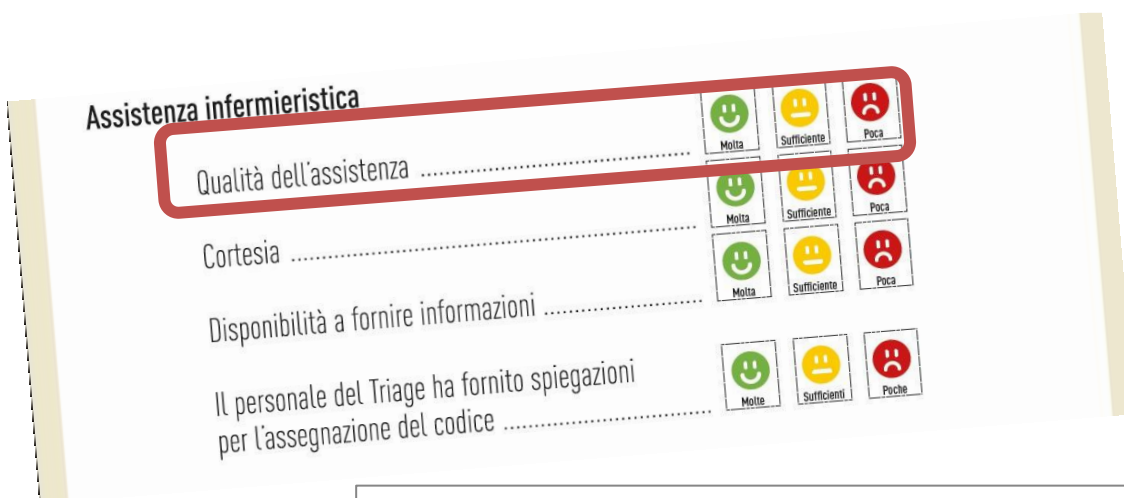 Assistenza infermieristica
Qualità dell'assistenza ............................................. Molta Sufficiente Poca
Cortesia ..................................................................... Molta Sufficiente Poca
Disponibilità a fornire informazioni .......................... Molta Sufficiente Poca
Il personale del Triage ha fornito spiegazioni
per l'assegnazione del codice ................................... Molte Sufficienti Poche